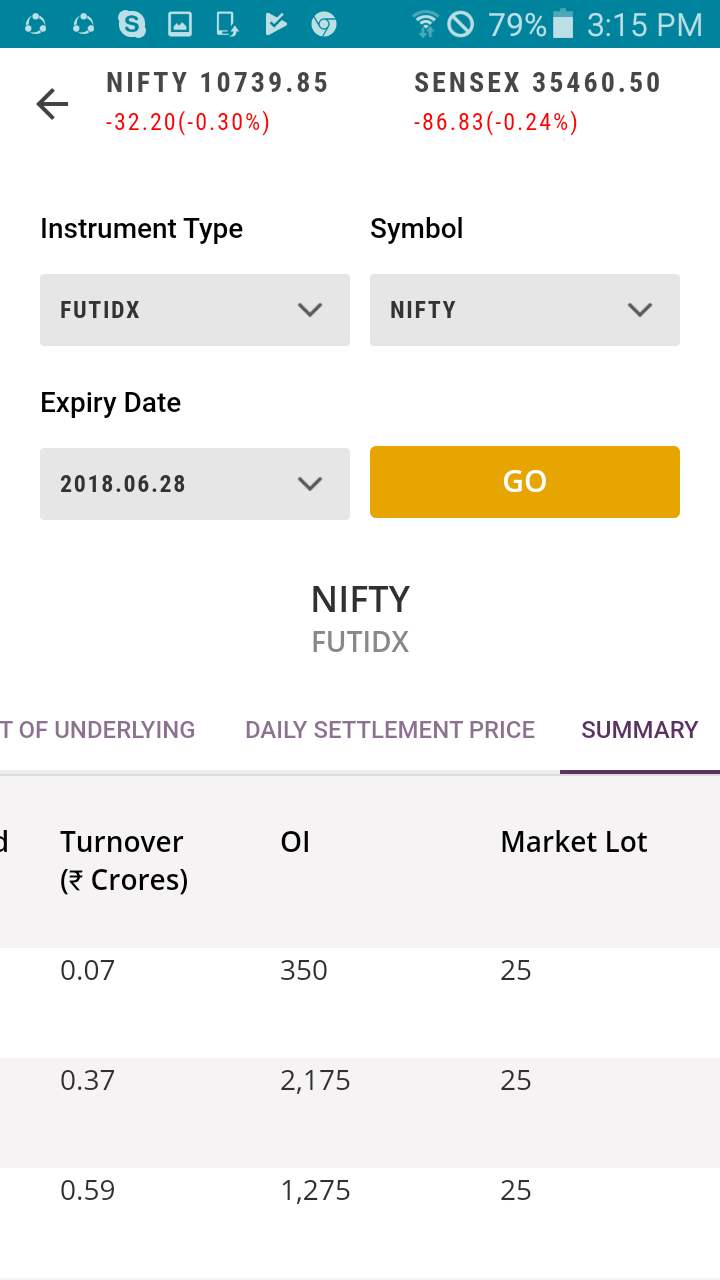 79% 3:15 PM
NIFTY 10739.85 SENSEX 35460.50
-32.20(-0.30%) -86.83(-0.24%)
Instrument Type Symbol
FUTIDX NIFTY
Expiry Date
2018.06.28 GO
NIFTY
FUTIDX
T OF UNDERLYING DAILY SETTLEMENT PRICE SUMMARY
d Turnover OI Market Lot
(₹ Crores)
0.07 350 25
0.37 2,175 25
0.59 1,275 25